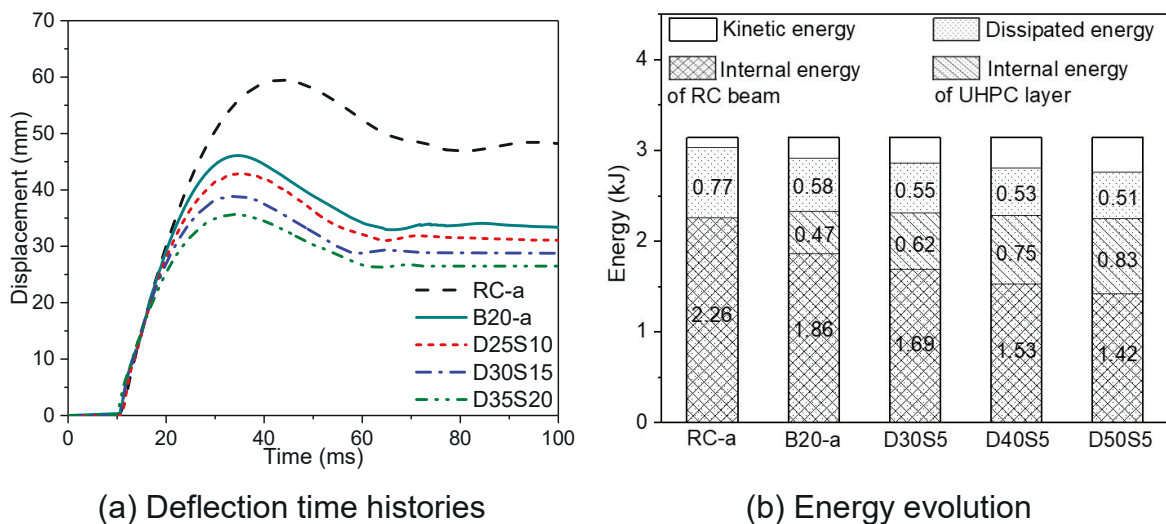 70
60
50
40
30
20
10
0
Displacement (mm)
RC-a
B20-a
D25S10
D30S15
D35S20
0 20 40 60 80 100
Time (ms)
(a) Deflection time histories
Kinetic energy
Dissipated energy
Internal energy
of RC beam
Internal energy
of UHPC layer
4
3
2
1
0
Energy (kJ)
0.77 0.58 0.55 0.53 0.51
0.47 0.62 0.75 0.83
2.26 1.86 1.69 1.53 1.42
RC-a B20-a D30S5 D40S5 D50S5
(b) Energy evolution